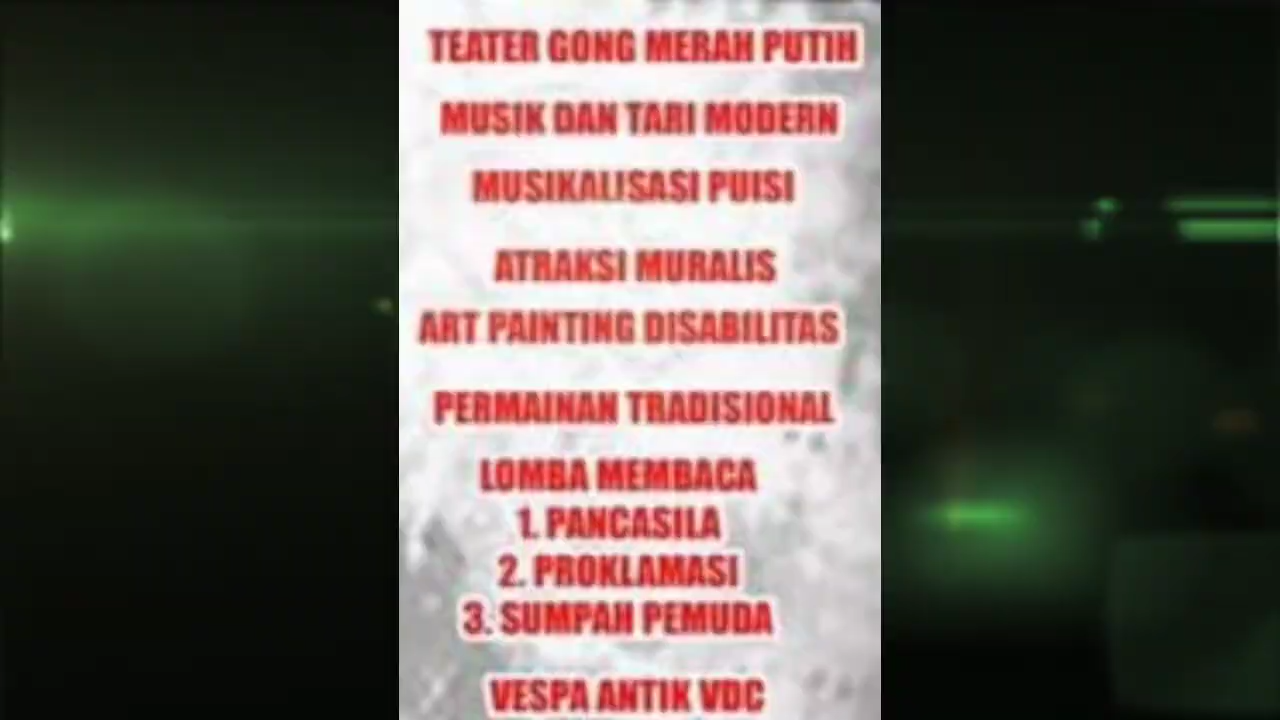 TEATER GONG MERAH PUTIH
MUSIK DAN TARI MODERN
MUSIKALISASI PUISI
ATRAKSI MURALIS
ART PAINTING DISABILITAS
PERMAINAN TRADISIONAL
LOMBA MEMBACA
1. PANCASILA
2. PROKLAMASI
3. SUMPAH PEMUDA
VESPA ANTIK VDC